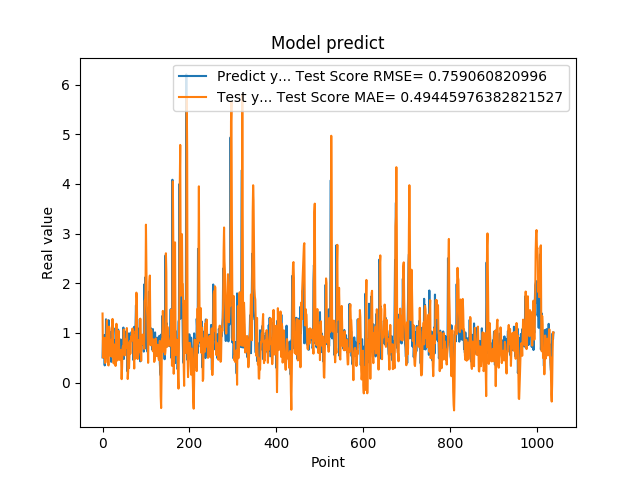 Model predict
Predict y... Test Score RMSE= 0.759060820996
Test y... Test Score MAE= 0.49445976382821527
6
5
4
3
2
1
0
Real value
0
200
400
600
800
1000
Point